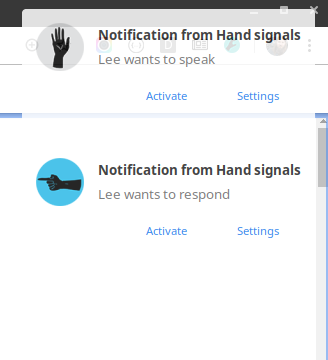 Notification from Hand signals
Lee wants to speak
Activate Settings
Notification from Hand signals
Lee wants to respond
Activate Settings